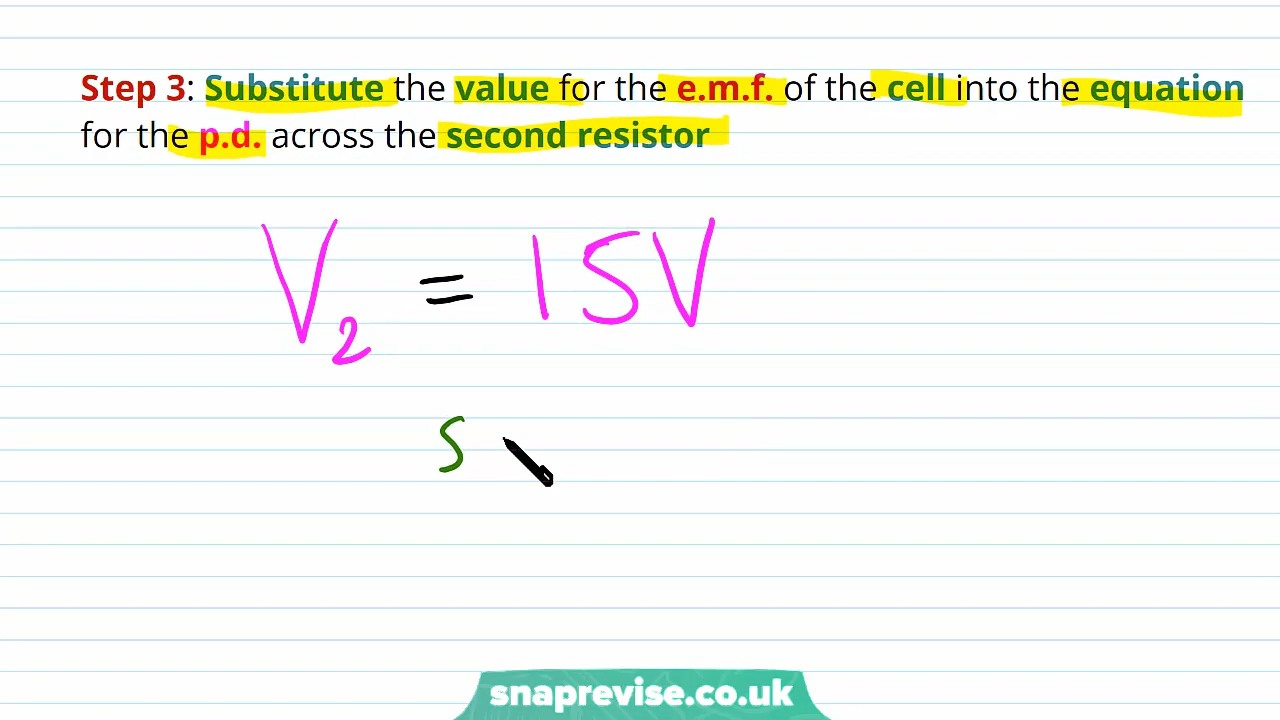 Step 3: Substitute the value for the e.m.f. of the cell into the equation
for the p.d. across the second resistor
V₂ = 15V
S
snaprevise.co.uk